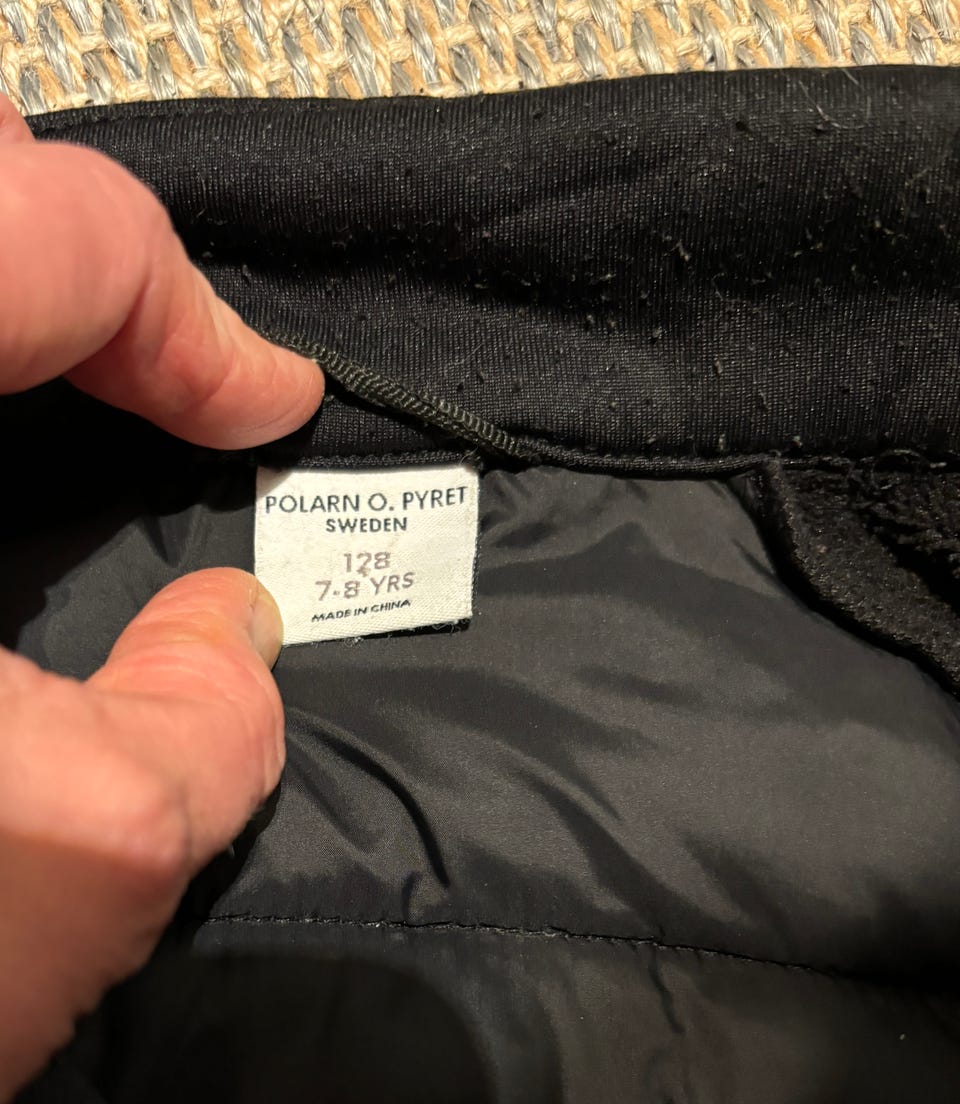 POLARN O. PYRET
SWEDEN
128
7-8 YRS
MADE IN CHINA